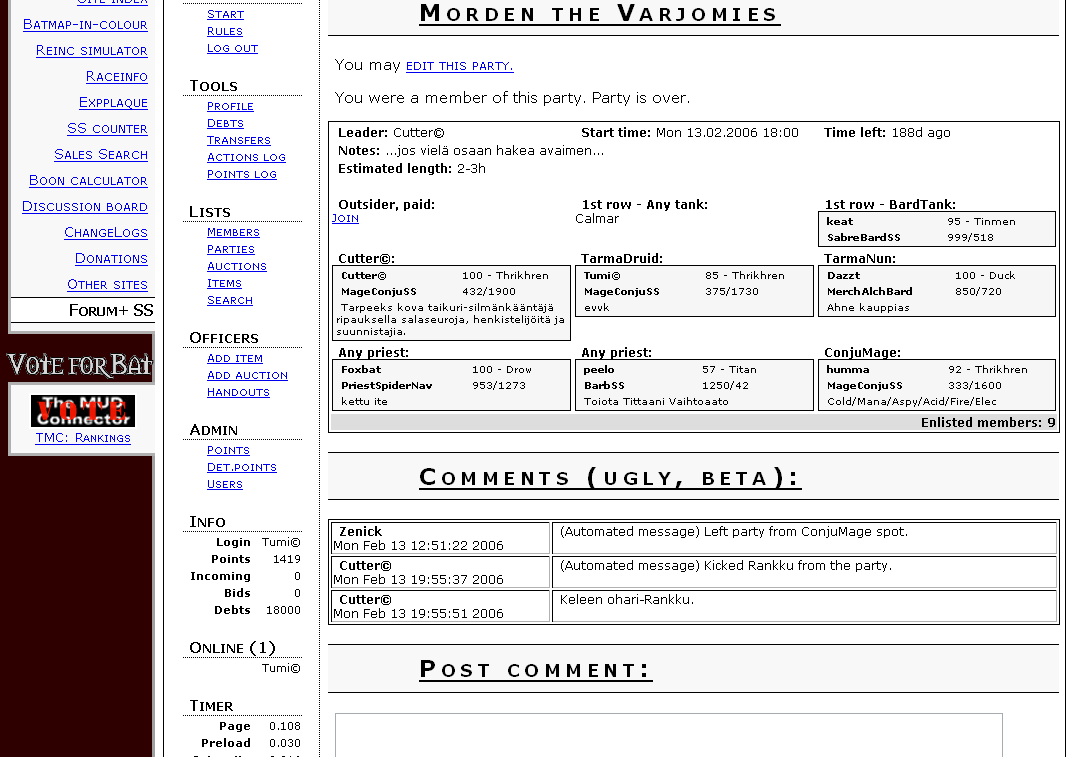 SITE INDEX
BATMAP-IN-COLOUR
REINC SIMULATOR
RACEINFO
EXPPLAQUE
SS COUNTER
SALES SEARCH
BOON CALCULATOR
DISCUSSION BOARD
CHANGELOGS
DONATIONS
OTHER SITES
FORUM+ SS
VOTE FOR BAT
The MUD
Connector
VOTE
TMC: RANKINGS
START
RULES
LOG OUT
TOOLS
PROFILE
DEBTS
TRANSFERS
ACTIONS LOG
POINTS LOG
LISTS
MEMBERS
PARTIES
AUCTIONS
ITEMS
SEARCH
OFFICERS
ADD ITEM
ADD AUCTION
HANDOUTS
ADMIN
POINTS
DET.POINTS
USERS
INFO
Login Tumi©
Points 1419
Incoming 0
Bids 0
Debts 18000
ONLINE (1)
Tumi©
TIMER
Page 0.108
Preload 0.030
MORDEN THE VARJOMIES
You may EDIT THIS PARTY.
You were a member of this party. Party is over.
Leader: Cutter© Start time: Mon 13.02.2006 18:00 Time left: 188d ago
Notes: ...jos vielä osaan hakea avaimen...
Estimated length: 2-3h
Outsider, paid: 1st row - Any tank: 1st row - BardTank:
JOIN Calmar keat 95 - Tinmen
SabreBardSS 999/518
Cutter©: TarmaDruid: TarmaNun:
Cutter© 100 - Thrikhren Tumi© 85 - Thrikhren Dazzt 100 - Duck
MageConjuSS 432/1900 MageConjuSS 375/1730 MerchAlchBard 850/720
Tarpeeks kova taikuri-silmänkääntäjä evvk Ahne kauppias
ripauksella salaseuroja, henkistelijöitä ja
suunnistajia.
Any priest: Any priest: ConjuMage:
Foxbat 100 - Drow peelo 57 - Titan humma 92 - Thrikhren
PriestSpiderNav 953/1273 BarbSS 1250/42 MageConjuSS 333/1600
kettu ite Toiota Tittaani Vaihtoaato Cold/Mana/Aspy/Acid/Fire/Elec
Enlisted members: 9
COMMENTS (UGLY, BETA):
Zenick (Automated message) Left party from ConjuMage spot.
Mon Feb 13 12:51:22 2006
Cutter© (Automated message) Kicked Rankku from the party.
Mon Feb 13 19:55:37 2006
Cutter© Keleen ohari-Rankku.
Mon Feb 13 19:55:51 2006
POST COMMENT: